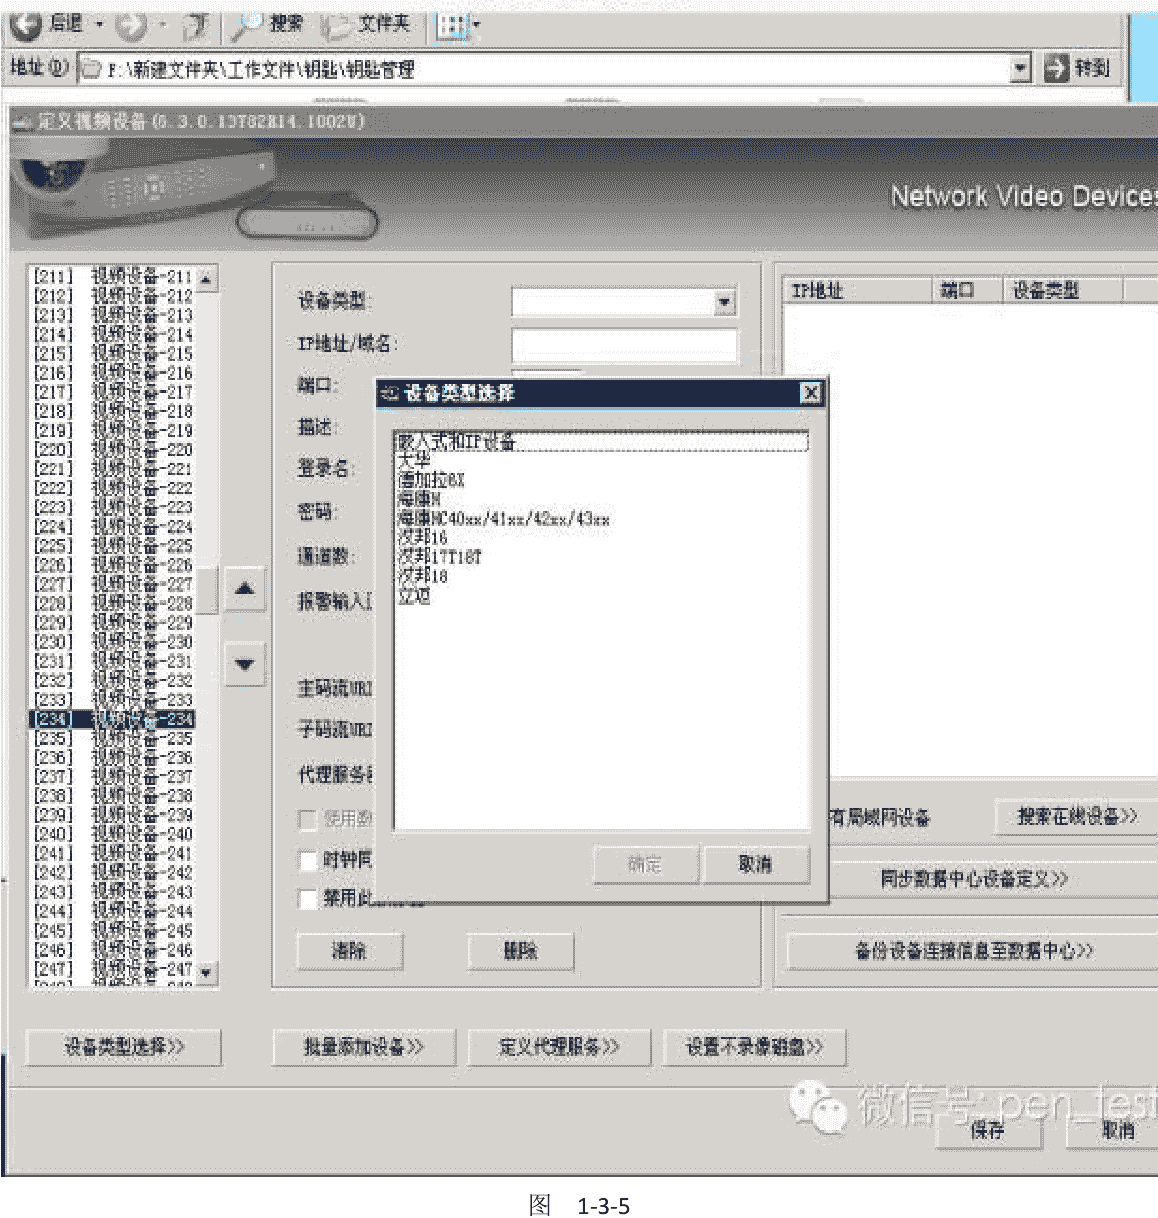 后退 搜索 文件夹
地址(D) F:\新建文件夹\工作文件\钥匙\钥匙管理 转到
Network Video Devices
[211] 视频设备-211
[212] 视频设备-212
[213] 视频设备-213
[214] 视频设备-214
[215] 视频设备-215
[216] 视频设备-216
[217] 视频设备-217
[218] 视频设备-218
[219] 视频设备-219
[220] 视频设备-220
[221] 视频设备-221
[222] 视频设备-222
[223] 视频设备-223
[224] 视频设备-224
[225] 视频设备-225
[226] 视频设备-226
[227] 视频设备-227
[228] 视频设备-228
[229] 视频设备-229
[230] 视频设备-230
[231] 视频设备-231
[232] 视频设备-232
[233] 视频设备-233
[234] 视频设备-234
[235] 视频设备-235
[236] 视频设备-236
[237] 视频设备-237
[238] 视频设备-238
[239] 视频设备-239
[240] 视频设备-240
[241] 视频设备-241
[242] 视频设备-242
[243] 视频设备-243
[244] 视频设备-244
[245] 视频设备-245
[246] 视频设备-246
[247] 视频设备-247
设备类型:
IP地址/域名:
端口:
描述:
登录名:
密码:
通道数:
报警输入
主码流URI
子码流URI
代理服务
使用
时钟同
禁用此
清除 删除
设备类型选择
嵌入式和IP设备
大华
德加拉6X
海康M
海康MC40xx/41xx/42xx/43xx
汉邦16
汉邦17T18T
汉邦18
立迈
确定 取消
IP地址 端口 设备类型
有局域网设备 搜索在线设备>>
同步数据中心设备定义>>
备份设备连接信息至数据中心>>
设备类型选择>> 批量添加设备>> 定义代理服务>> 设置不录像磁盘>>
微信号: pen_test
保存 取消
图 1-3-5